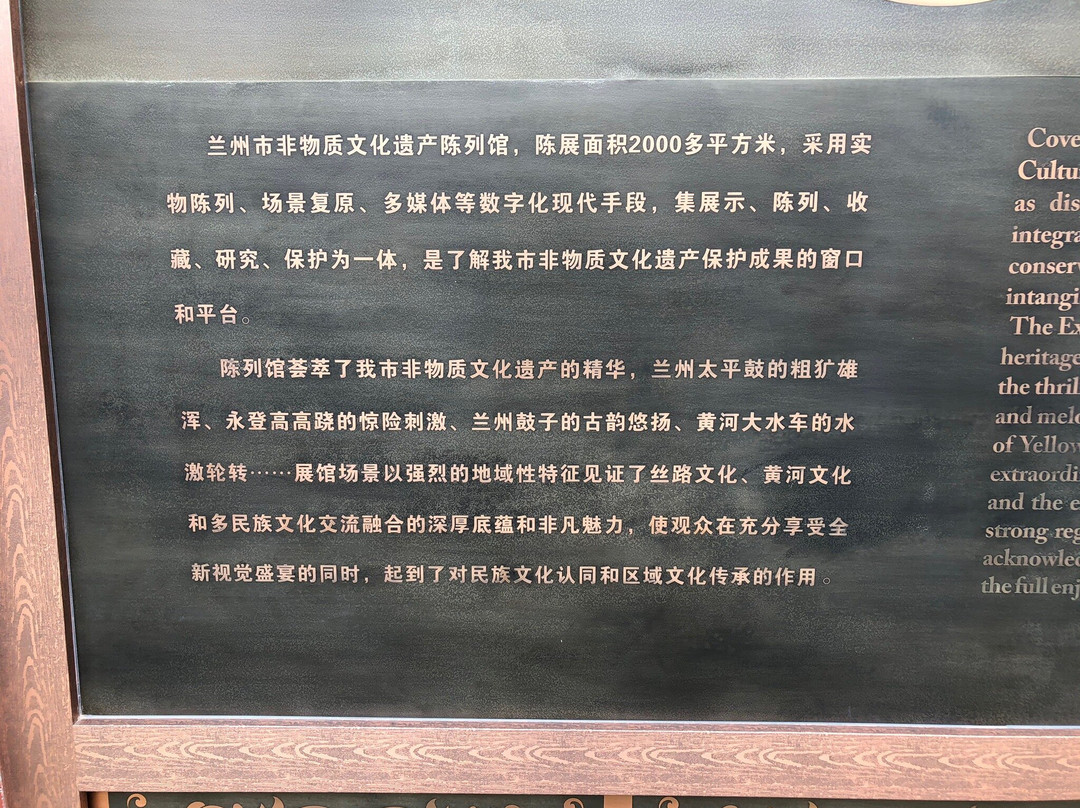 兰州市非物质文化遗产陈列馆，陈展面积2000多平方米，采用实
物陈列、场景复原、多媒体等数字化现代手段，集展示、陈列、收
藏、研究、保护为一体，是了解我市非物质文化遗产保护成果的窗口
和平台。
陈列馆荟萃了我市非物质文化遗产的精华，兰州太平鼓的粗犷雄
浑、永登高高跷的惊险刺激、兰州鼓子的古韵悠扬、黄河大水车的水
激轮转……展馆场景以强烈的地域性特征见证了丝路文化、黄河文化
和多民族文化交流融合的深厚底蕴和非凡魅力，使观众在充分享受全
新视觉盛宴的同时，起到了对民族文化认同和区域文化传承的作用。
Cove
Cultu
as dis
integra
conser
intangi
The Ex
heritage
the thril
and melo
of Yellow
extraordi
and the e
strong reg
acknowled
the full enj